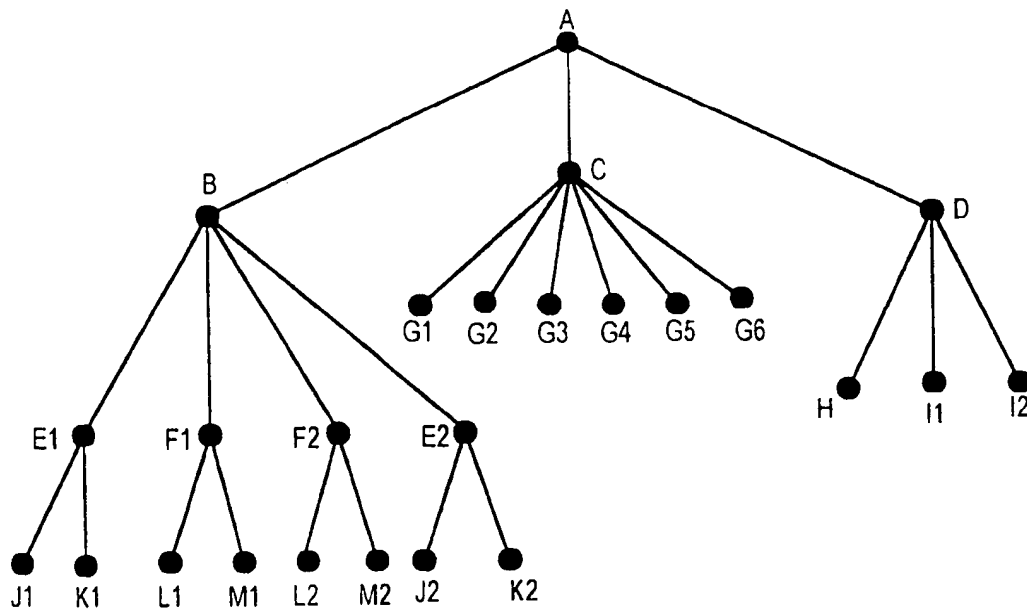 A
B
C
D
G1 G2 G3 G4 G5 G6
H I1 I2
E1 F1 F2 E2
J1 K1 L1 M1 L2 M2 J2 K2